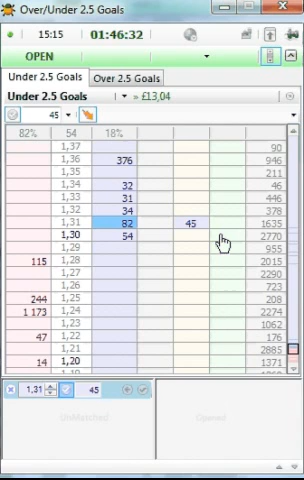 Over/Under 2.5 Goals
15:15 01:46:32
OPEN
Under 2.5 Goals Over 2.5 Goals
Under 2.5 Goals » £13,04
45
82% 54 18%
1,37 90
1,36 376 946
1,35 211
1,34 32 46
1,33 31 446
1,32 34 378
1,31 82 45 1635
1,30 54 2770
1,29 955
115 1,28 2015
1,27 2290
1,26 723
244 1,25 208
1 173 1,24 2274
1,23 1062
47 1,22 176
1,21 2885
14 1,20 1371
1,31 45
UnMatched Opened